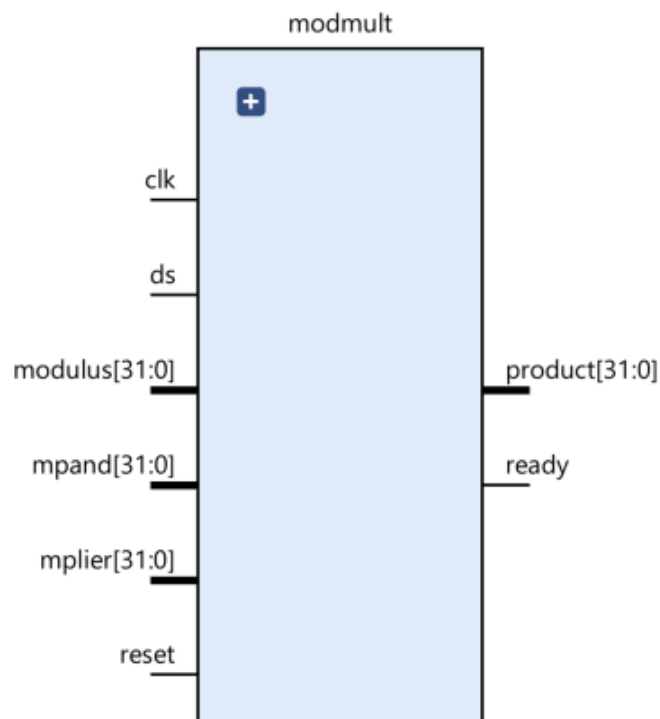 modmult
clk
ds
modulus[31:0]
mpand[31:0]
mplier[31:0]
reset
product[31:0]
ready